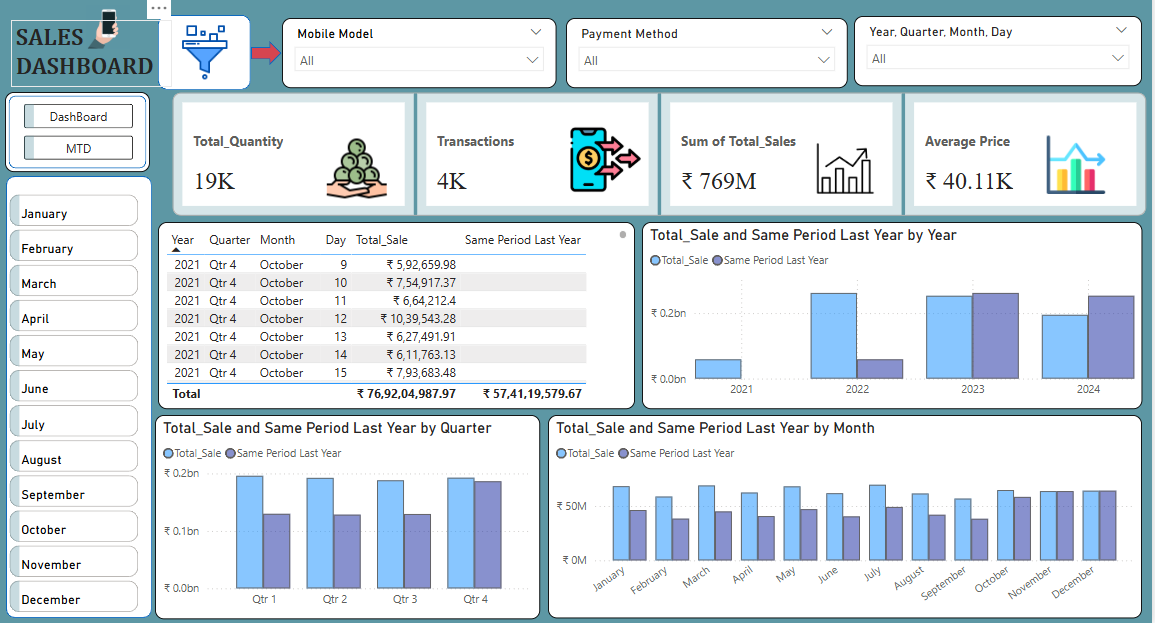 ...
SALES
DASHBOARD
Mobile Model
All
Payment Method
All
Year, Quarter, Month, Day
All
DashBoard
MTD
Total_Quantity
19K
Transactions
4K
Sum of Total_Sales
₹ 769M
Average Price
₹ 40.11K
January
February
March
April
May
June
July
August
September
October
November
December
Year Quarter Month Day Total_Sale Same Period Last Year
2021 Qtr 4 October 9 ₹ 5,92,659.98
2021 Qtr 4 October 10 ₹ 7,54,917.37
2021 Qtr 4 October 11 ₹ 6,64,212.4
2021 Qtr 4 October 12 ₹ 10,39,543.28
2021 Qtr 4 October 13 ₹ 6,27,491.91
2021 Qtr 4 October 14 ₹ 6,11,763.13
2021 Qtr 4 October 15 ₹ 7,93,683.48
Total ₹ 76,92,04,987.97 ₹ 57,41,19,579.67
Total_Sale and Same Period Last Year by Year
Total_Sale Same Period Last Year
₹ 0.2bn
₹ 0.0bn
2021 2022 2023 2024
Total_Sale and Same Period Last Year by Quarter
Total_Sale Same Period Last Year
₹ 0.2bn
₹ 0.1bn
₹ 0.0bn
Qtr 1 Qtr 2 Qtr 3 Qtr 4
Total_Sale and Same Period Last Year by Month
Total_Sale Same Period Last Year
₹ 50M
₹ 0M
January February March April May June July August September October November December